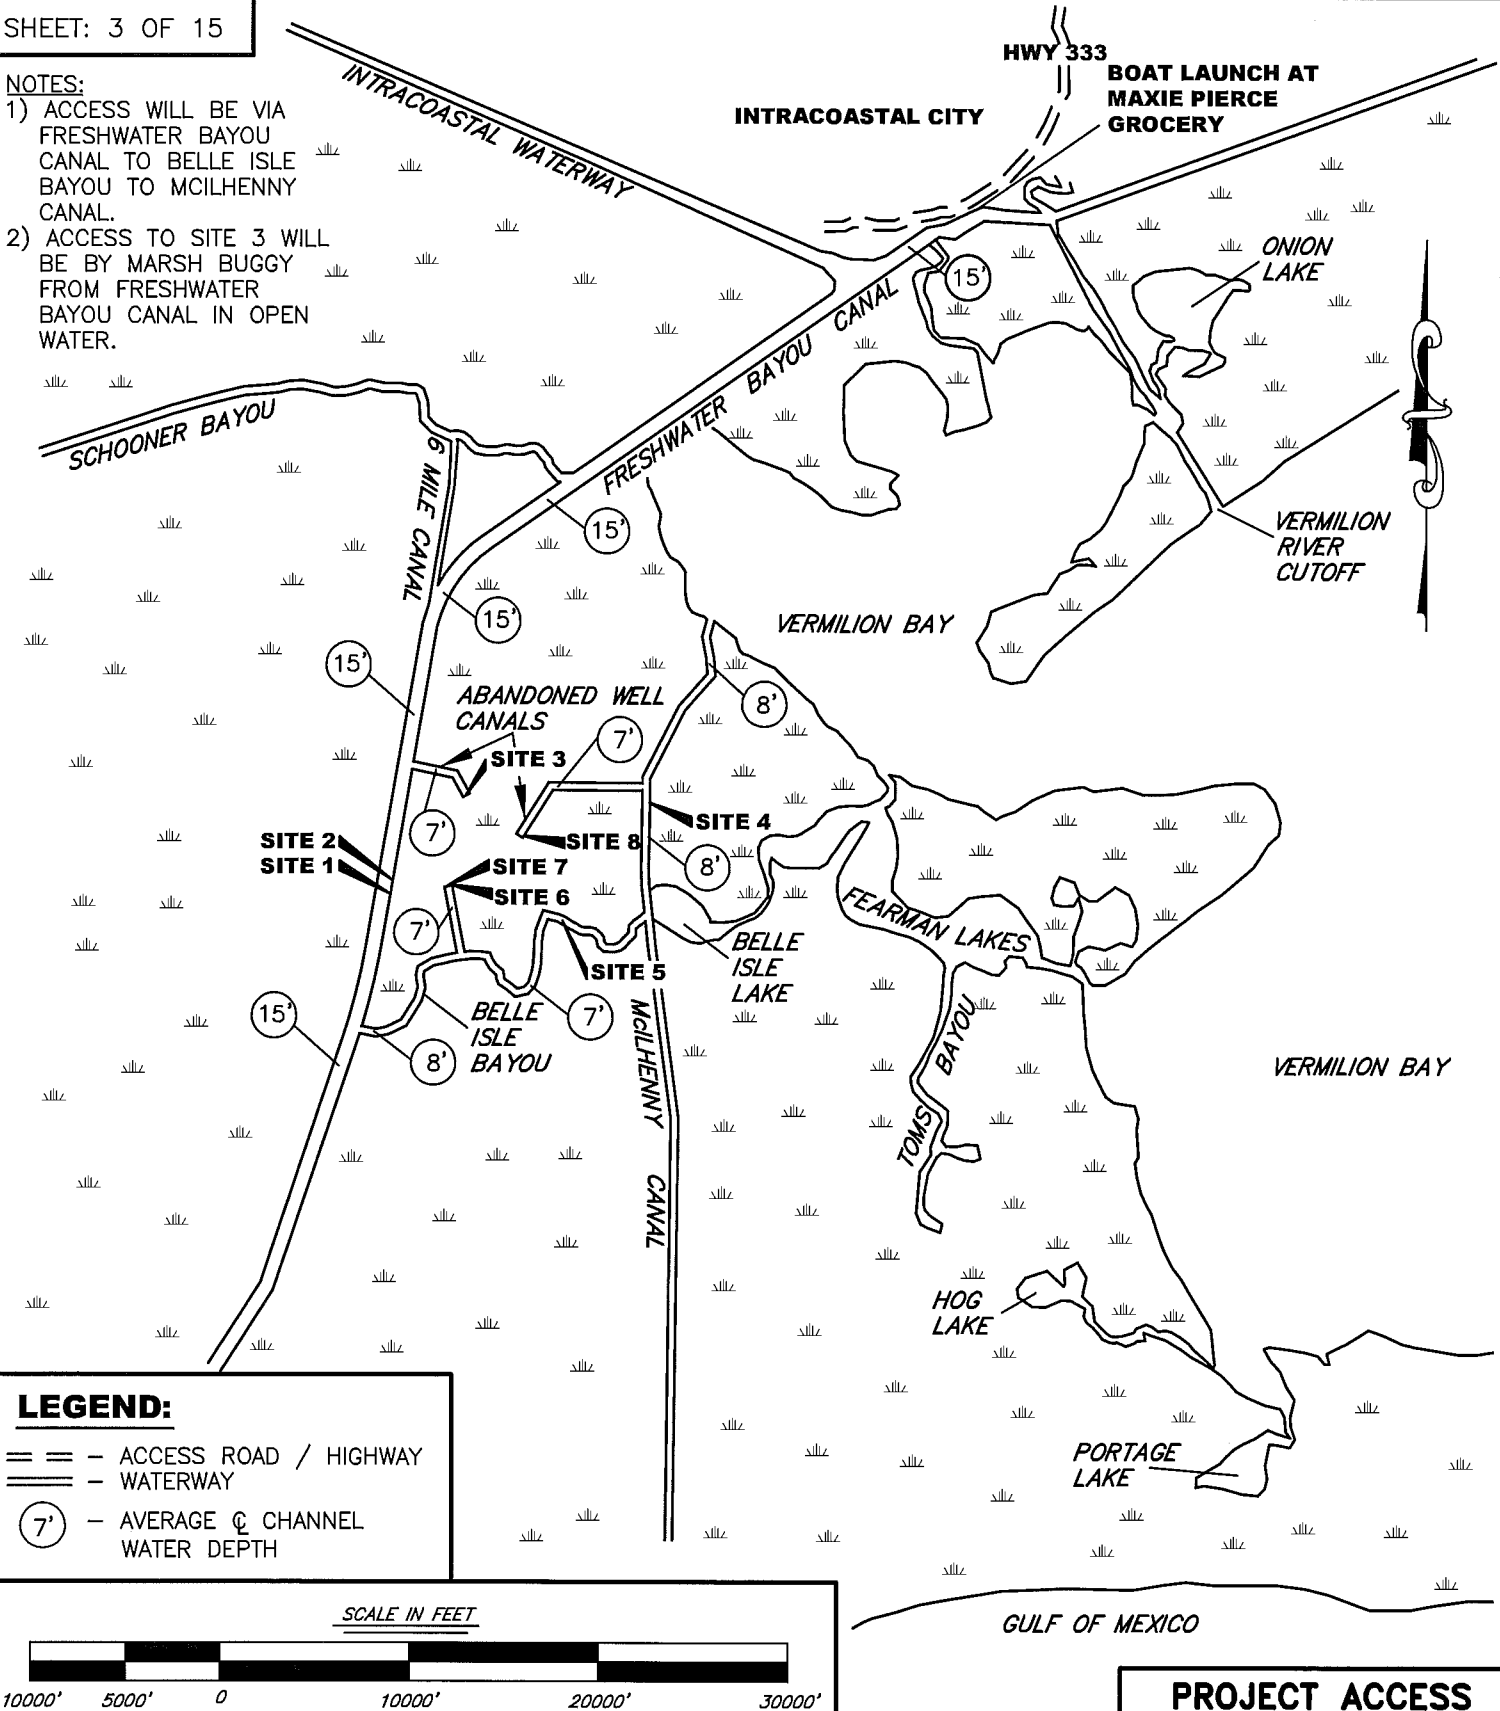 SHEET: 3 OF 15
NOTES:
1) ACCESS WILL BE VIA
FRESHWATER BAYOU
CANAL TO BELLE ISLE
BAYOU TO MCILHENNY
CANAL.
2) ACCESS TO SITE 3 WILL
BE BY MARSH BUGGY
FROM FRESHWATER
BAYOU CANAL IN OPEN
WATER.
INTRACOASTAL WATERWAY
HWY 333
INTRACOASTAL CITY
BOAT LAUNCH AT
MAXIE PIERCE
GROCERY
ONION
LAKE
15'
FRESHWATER BAYOU CANAL
SCHOONER BAYOU
6 MILE CANAL
15'
VERMILION
RIVER
CUTOFF
15'
VERMILION BAY
15'
ABANDONED WELL
CANALS
8'
7'
SITE 3
7'
SITE 4
SITE 2
SITE 1
SITE 8
8'
SITE 7
SITE 6
7'
FEARMAN LAKES
BELLE
ISLE
LAKE
SITE 5
15'
BELLE
ISLE
BAYOU
7'
8'
McILHENNY
CANAL
TOMS BAYOU
VERMILION BAY
HOG
LAKE
PORTAGE
LAKE
GULF OF MEXICO
LEGEND:
= = - ACCESS ROAD / HIGHWAY
- WATERWAY
7' - AVERAGE ℄ CHANNEL
WATER DEPTH
SCALE IN FEET
10000' 5000' 0 10000' 20000' 30000'
PROJECT ACCESS